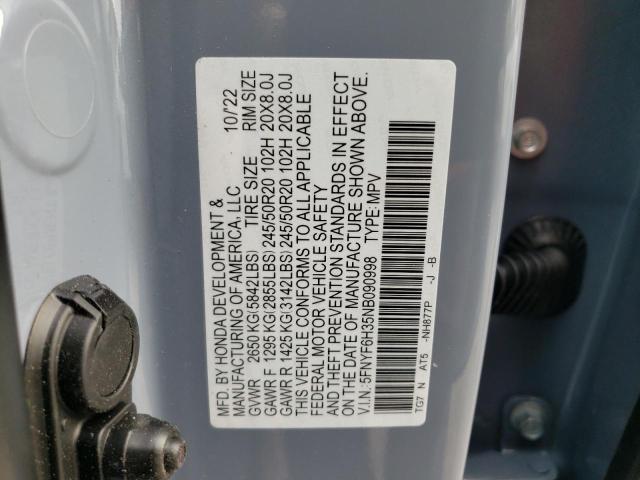 MFD. BY HONDA DEVELOPMENT &
MANUFACTURING OF AMERICA, LLC 10/22
GVWR 2650 KG(5842LBS) TIRE SIZE RIM SIZE
GAWR F 1295 KG(2855LBS) 245/50R20 102H 20X8.0J
GAWR R 1425 KG(3142LBS) 245/50R20 102H 20X8.0J
THIS VEHICLE CONFORMS TO ALL APPLICABLE
FEDERAL MOTOR VEHICLE SAFETY
AND THEFT PREVENTION STANDARDS IN EFFECT
ON THE DATE OF MANUFACTURE SHOWN ABOVE.
V.I.N: 5FNYF6H35NB090998 TYPE: MPV
TG7 N AT5 -NH877P -J -B